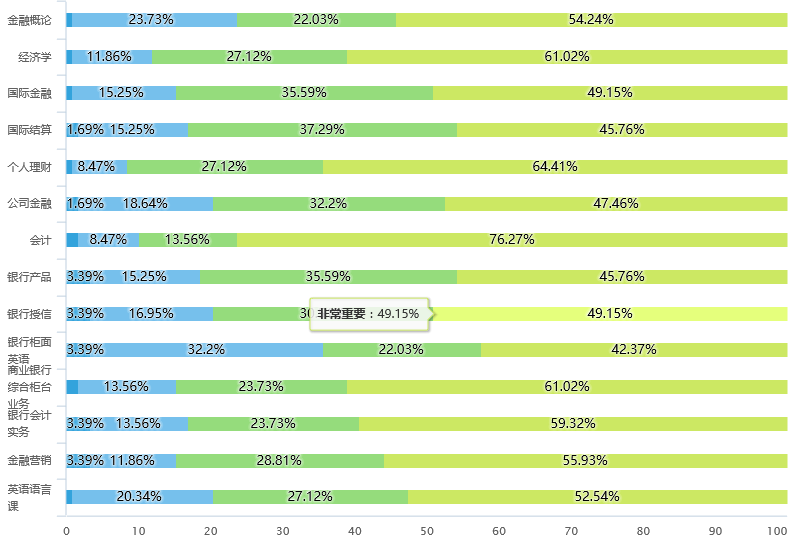 金融概论 23.73% 22.03% 54.24%
经济学 11.86% 27.12% 61.02%
国际金融 15.25% 35.59% 49.15%
国际结算 1.69% 15.25% 37.29% 45.76%
个人理财 8.47% 27.12% 64.41%
公司金融 1.69% 18.64% 32.2% 47.46%
会计 8.47% 13.56% 76.27%
银行产品 3.39% 15.25% 35.59% 45.76%
银行授信 3.39% 16.95% 非常重要：49.15% 49.15%
银行柜面
英语 3.39% 32.2% 22.03% 42.37%
商业银行
综合柜台 13.56% 23.73% 61.02%
业务
银行会计
实务 3.39% 13.56% 23.73% 59.32%
金融营销 3.39% 11.86% 28.81% 55.93%
英语语言
课 20.34% 27.12% 52.54%
0 10 20 30 40 50 60 70 80 90 100